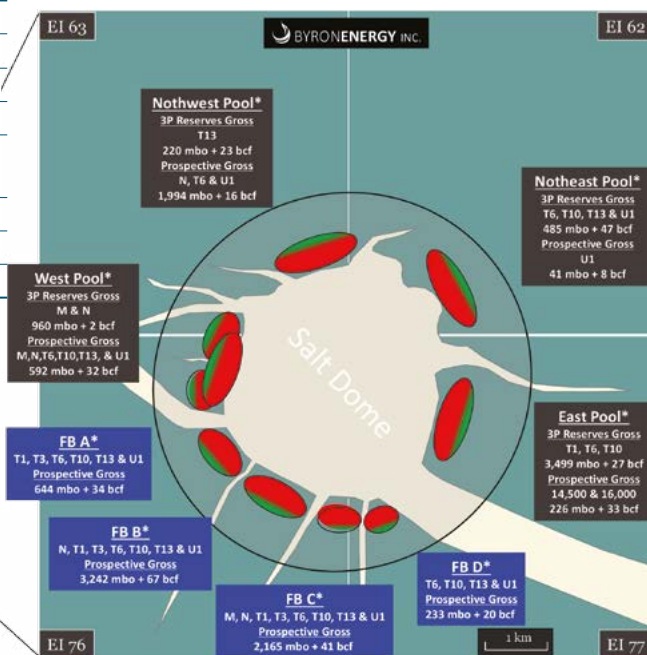 EI 63
BYRONENERGY INC.
EI 62
Nothwest Pool*
3P Reserves Gross
T13
220 mbo + 23 bcf
Prospective Gross
N, T6 & U1
1,994 mbo + 16 bcf
Notheast Pool*
3P Reserves Gross
T6, T10, T13 & U1
485 mbo + 47 bcf
Prospective Gross
U1
41 mbo + 8 bcf
West Pool*
3P Reserves Gross
M & N
960 mbo + 2 bcf
Prospective Gross
M,N,T6,T10,T13, & U1
592 mbo + 32 bcf
Salt Dome
East Pool*
3P Reserves Gross
T1, T6, T10
3,499 mbo + 27 bcf
Prospective Gross
14,500 & 16,000
226 mbo + 33 bcf
FB A*
T1, T3, T6, T10, T13 & U1
Prospective Gross
644 mbo + 34 bcf
FB B*
N, T1, T3, T6, T10, T13 & U1
Prospective Gross
3,242 mbo + 67 bcf
FB C*
M, N, T1, T3, T6, T10, T13 & U1
Prospective Gross
2,165 mbo + 41 bcf
FB D*
T6, T10, T13 & U1
Prospective Gross
233 mbo + 20 bcf
EI 76
1 km
EI 77